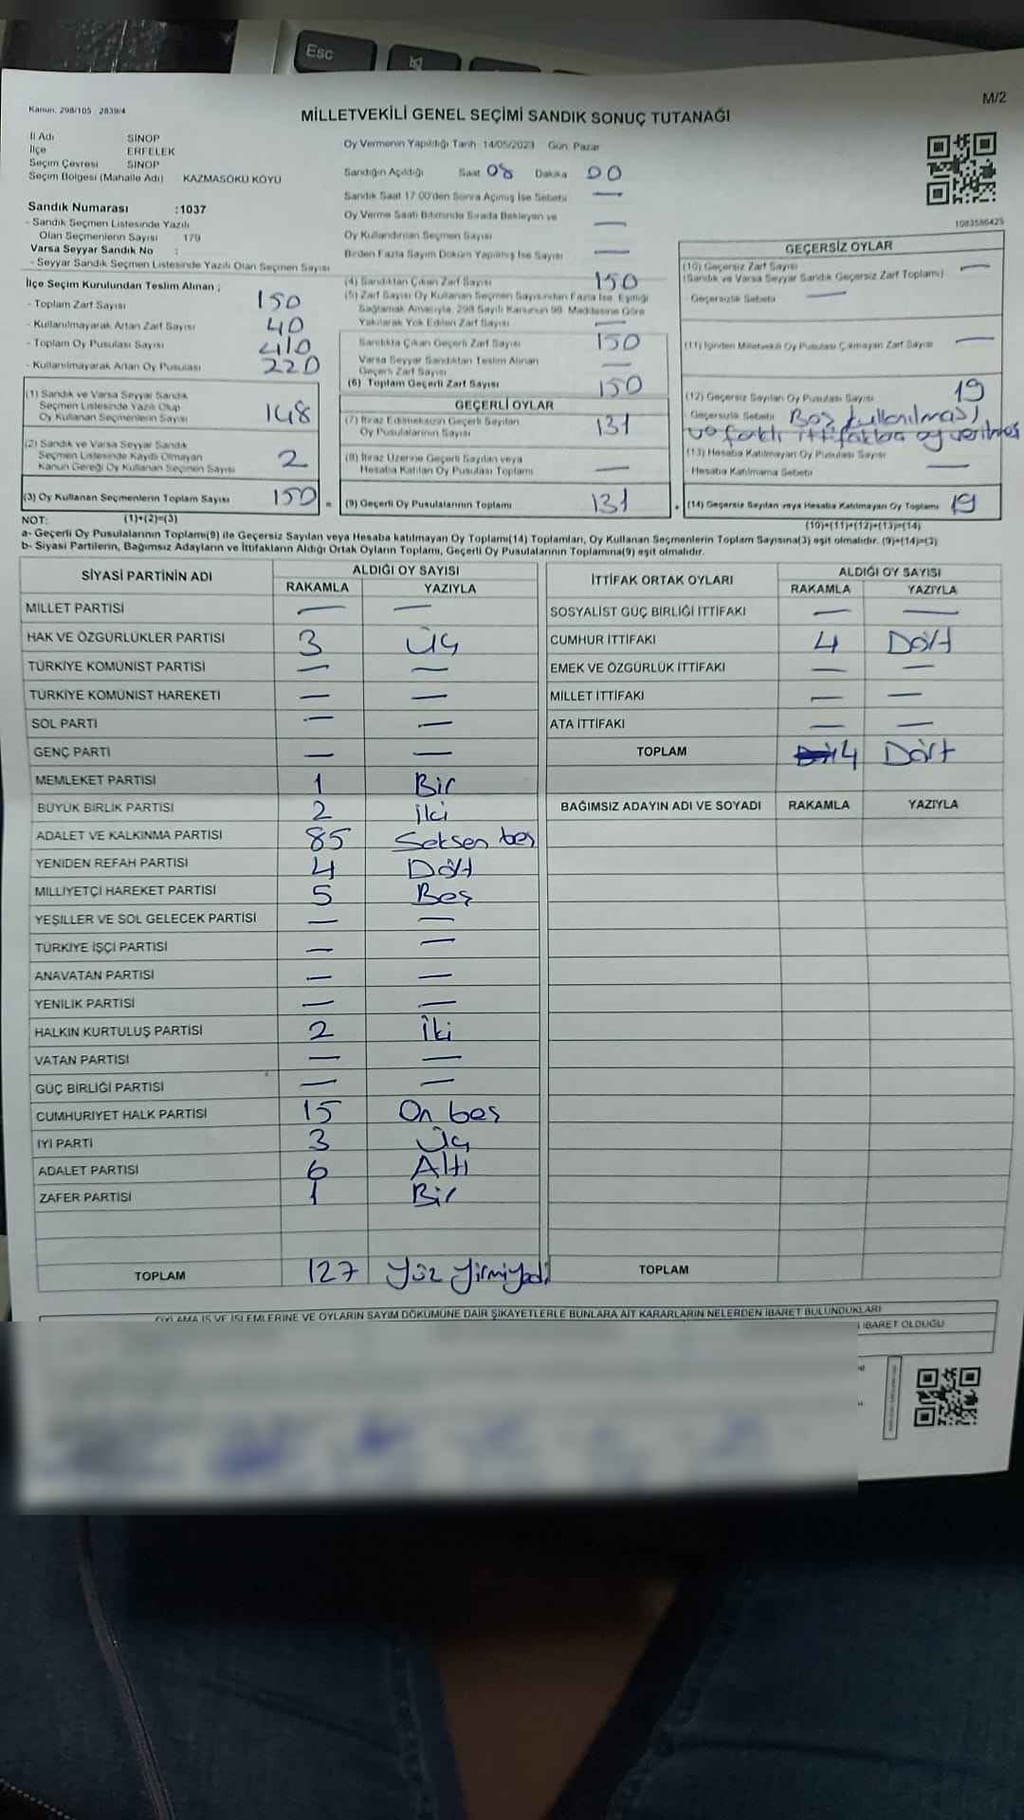 Esc
M/2
Kanun: 298/105 2839/4
MİLLETVEKİLİ GENEL SEÇİMİ SANDIK SONUÇ TUTANAĞI
İl Adı SİNOP
İlçe ERFELEK
Seçim Çevresi SİNOP
Seçim Bölgesi (Mahalle Adı) KAZMASÖKÜ KÖYÜ
Sandık Numarası :1037
- Sandık Seçmen Listesinde Yazılı
Olan Seçmenlerin Sayısı 179
Varsa Seyyar Sandık No :
- Seyyar Sandık Seçmen Listesinde Yazılı Olan Seçmen Sayısı
Oy Vermenin Yapıldığı Tarih 14/05/2023 Gün: Pazar
Sandığın Açıldığı Saat 08 Dakika 00
Sandık Saat 17:00'den Sonra Açılmış İse Sebebi —
Oy Verme Saati Bitiminde Sırada Bekleyen ve
Oy Kullandırılan Seçmen Sayısı —
Birden Fazla Sayım Döküm Yapılmış İse Sayısı —
1083586425
İlçe Seçim Kurulundan Teslim Alınan ;
- Toplam Zarf Sayısı 150
- Kullanılmayarak Artan Zarf Sayısı 40
- Toplam Oy Pusulası Sayısı 410
- Kullanılmayarak Artan Oy Pusulası 220
(1) Sandık ve Varsa Seyyar Sandık
Seçmen Listesinde Yazılı Olup
Oy Kullanan Seçmenlerin Sayısı 148
(2) Sandık ve Varsa Seyyar Sandık
Seçmen Listesinde Kaydı Olmayan
Kanun Gereği Oy Kullanan Seçmen Sayısı 2
(3) Oy Kullanan Seçmenlerin Toplam Sayısı 150 =
(4) Sandıktan Çıkan Zarf Sayısı 150
(5) Zarf Sayısı Oy Kullanan Seçmen Sayısından Fazla İse, Eşitliği
Sağlamak Amacıyla, 298 Sayılı Kanunun 98. Maddesine Göre
Yakılarak Yok Edilen Zarf Sayısı —
Sandıkta Çıkan Geçerli Zarf Sayısı 150
Varsa Seyyar Sandıktan Teslim Alınan
Geçerli Zarf Sayısı —
(6) Toplam Geçerli Zarf Sayısı 150
GEÇERLİ OYLAR
(7) İtiraz Edilmeksizin Geçerli Sayılan
Oy Pusulalarının Sayısı 131
(8) İtiraz Üzerine Geçerli Sayılan veya
Hesaba Katılan Oy Pusulası Toplamı —
(9) Geçerli Oy Pusulalarının Toplamı 131 +
GEÇERSİZ OYLAR
(10) Geçersiz Zarf Sayısı —
(Sandık ve Varsa Seyyar Sandık Geçersiz Zarf Toplamı)
- Geçersizlik Sebebi —
(11) İçinden Milletvekili Oy Pusulası Çıkmayan Zarf Sayısı —
(12) Geçersiz Sayılan Oy Pusulası Sayısı 19
- Geçersizlik Sebebi Boş kullanılması
ve farklı ittifaklara oy verilmesi
(13) Hesaba Katılmayan Oy Pusulası Sayısı —
- Hesaba Katılmama Sebebi
(14) Geçersiz Sayılan veya Hesaba Katılmayan Oy Toplamı 19
NOT: (1)+(2)=(3) (10)+(11)+(12)+(13)=(14)
a- Geçerli Oy Pusulalarının Toplamı(9) ile Geçersiz Sayılan veya Hesaba katılmayan Oy Toplamı(14) Toplamları, Oy Kullanan Seçmenlerin Toplam Sayısına(3) eşit olmalıdır. (9)+(14)=(3)
b- Siyasi Partilerin, Bağımsız Adayların ve İttifakların Aldığı Ortak Oyların Toplamı, Geçerli Oy Pusulalarının Toplamına(9) eşit olmalıdır.
SİYASİ PARTİNİN ADI ALDIĞI OY SAYISI
RAKAMLA YAZIYLA
MİLLET PARTİSİ — —
HAK VE ÖZGÜRLÜKLER PARTİSİ 3 Üç
TÜRKİYE KOMÜNİST PARTİSİ — —
TÜRKİYE KOMÜNİST HAREKETİ — —
SOL PARTİ — —
GENÇ PARTİ — —
MEMLEKET PARTİSİ 1 Bir
BÜYÜK BİRLİK PARTİSİ 2 İki
ADALET VE KALKINMA PARTİSİ 85 Seksen beş
YENİDEN REFAH PARTİSİ 4 Dört
MİLLİYETÇİ HAREKET PARTİSİ 5 Beş
YEŞİLLER VE SOL GELECEK PARTİSİ — —
TÜRKİYE İŞÇİ PARTİSİ — —
ANAVATAN PARTİSİ — —
YENİLİK PARTİSİ — —
HALKIN KURTULUŞ PARTİSİ 2 İki
VATAN PARTİSİ — —
GÜÇ BİRLİĞİ PARTİSİ — —
CUMHURİYET HALK PARTİSİ 15 On beş
İYİ PARTİ 3 Üç
ADALET PARTİSİ 6 Altı
ZAFER PARTİSİ 1 Bir
TOPLAM 127 Yüz yirmi yedi
İTTİFAK ORTAK OYLARI ALDIĞI OY SAYISI
RAKAMLA YAZIYLA
SOSYALİST GÜÇ BİRLİĞİ İTTİFAKI — —
CUMHUR İTTİFAKI 4 Dört
EMEK VE ÖZGÜRLÜK İTTİFAKI — —
MİLLET İTTİFAKI — —
ATA İTTİFAKI — —
TOPLAM 4 Dört
BAĞIMSIZ ADAYIN ADI VE SOYADI RAKAMLA YAZIYLA
TOPLAM
OYLAMA İŞ VE İŞLEMLERİNE VE OYLARIN SAYIM DÖKÜMÜNE DAİR ŞİKAYETLERLE BUNLARA AİT KARARLARIN NELERDEN İBARET BULUNDUKLARI
İBARET OLDUĞU